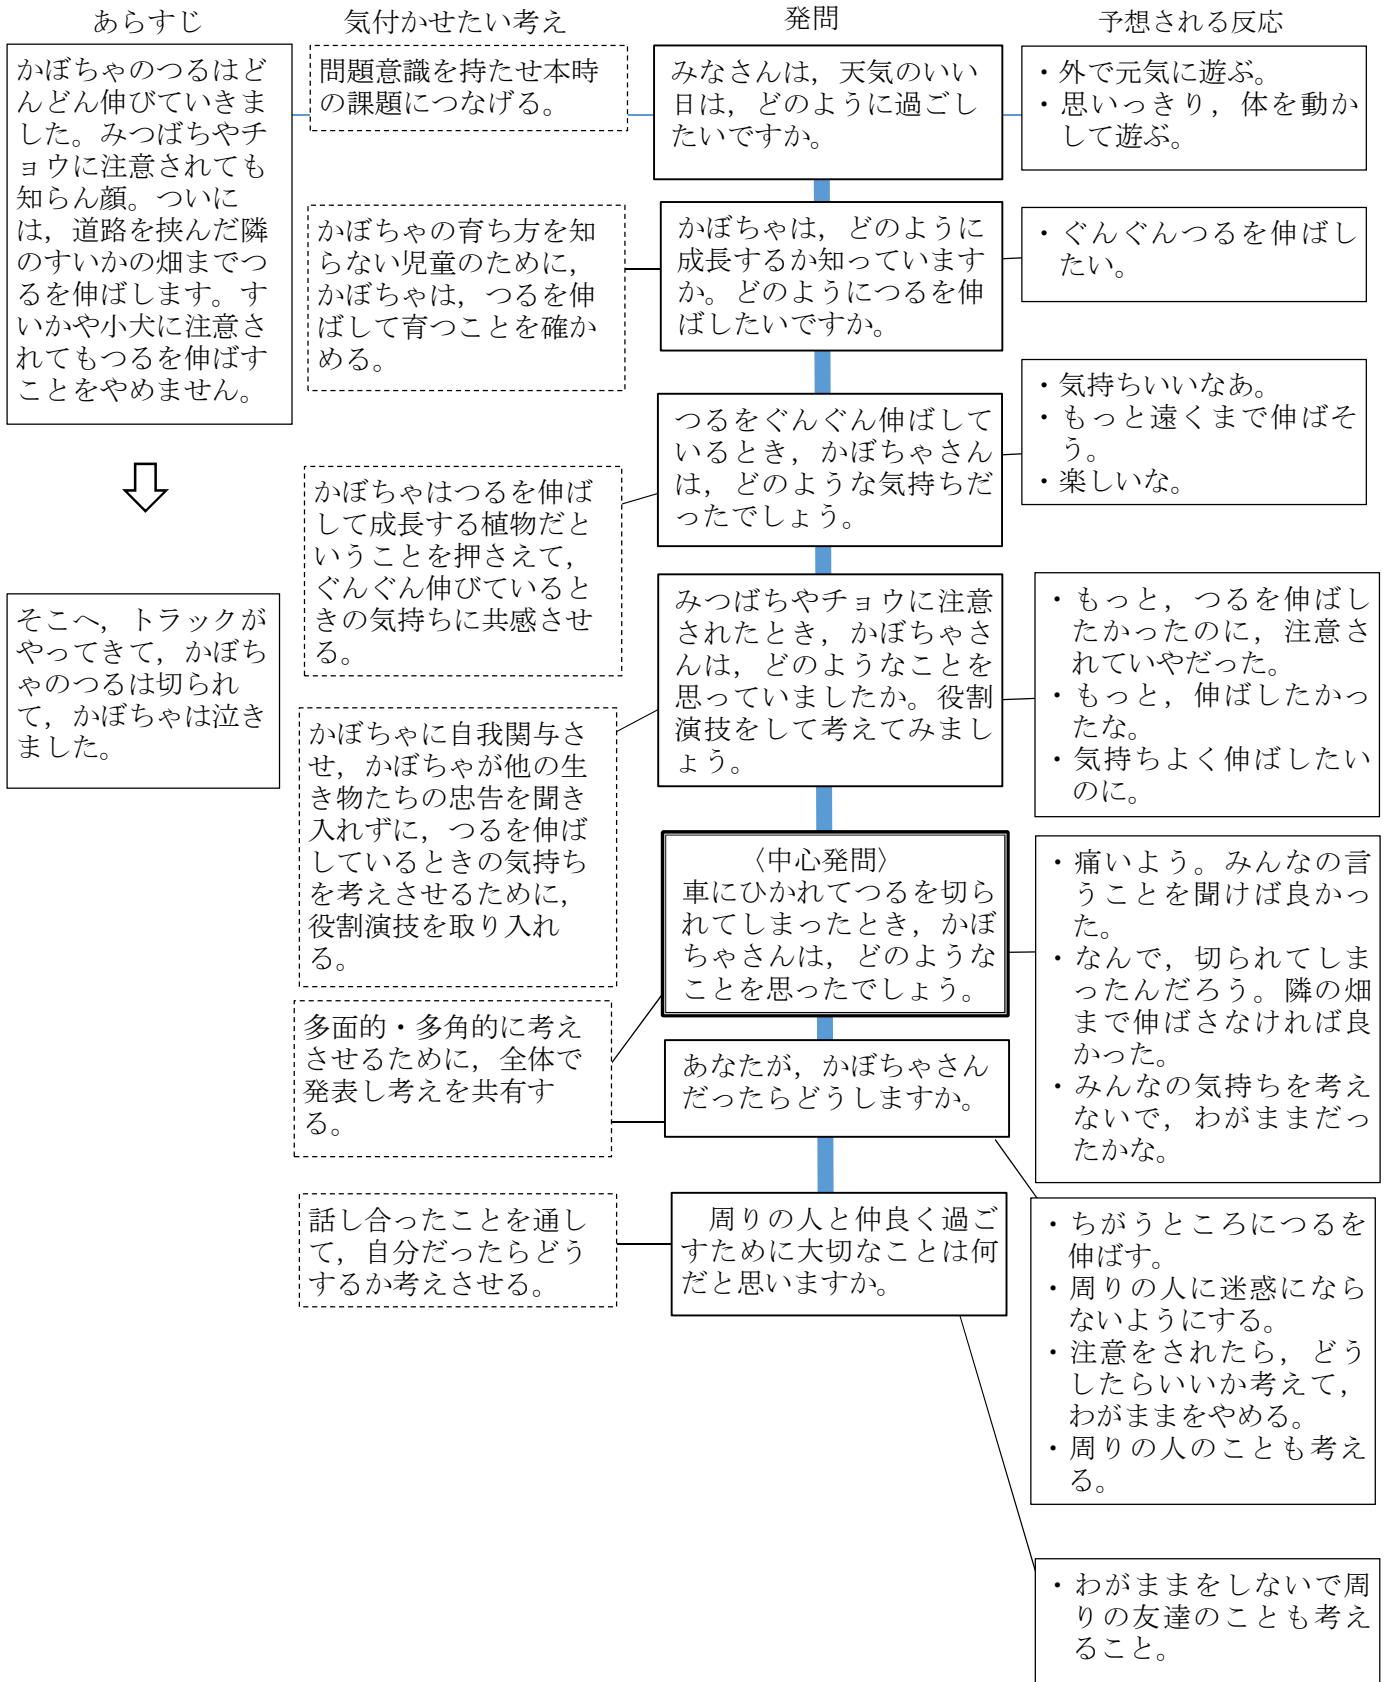 あらすじ
気付かせたい考え
発問
予想される反応
かぼちゃのつるはど
んどん伸びていきま
した。みつばちやチ
ョウに注意されても
知らん顔。ついに
は，道路を挟んだ隣
のすいかの畑までつ
るを伸ばします。す
いかや小犬に注意さ
れてもつるを伸ばす
ことをやめません。
そこへ，トラックが
やってきて，かぼち
ゃのつるは切られ
て，かぼちゃは泣き
ました。
問題意識を持たせ本時
の課題につなげる。
みなさんは，天気のいい
日は，どのように過ごし
たいですか。
・外で元気に遊ぶ。
・思いっきり，体を動か
して遊ぶ。
かぼちゃの育ち方を知
らない児童のために，
かぼちゃは，つるを伸
ばして育つことを確か
める。
かぼちゃは，どのように
成長するか知っています
か。どのようにつるを伸
ばしたいですか。
・ぐんぐんつるを伸ばし
たい。
かぼちゃはつるを伸ば
して成長する植物だと
いうことを押さえて，
ぐんぐん伸びていると
きの気持ちに共感させ
る。
つるをぐんぐん伸ばして
いるとき，かぼちゃさん
は，どのような気持ちだ
ったでしょう。
・気持ちいいなあ。
・もっと遠くまで伸ばそ
う。
・楽しいな。
かぼちゃに自我関与さ
せ，かぼちゃが他の生
き物たちの忠告を聞き
入れずに，つるを伸ば
しているときの気持ち
を考えさせるために，
役割演技を取り入れ
る。
みつばちやチョウに注意
されたとき，かぼちゃさ
んは，どのようなことを
思っていましたか。役割
演技をして考えてみまし
ょう。
・もっと，つるを伸ばし
たかったのに，注意さ
れていやだった。
・もっと，伸ばしたかっ
たな。
・気持ちよく伸ばしたい
のに。
多面的・多角的に考え
させるために，全体で
発表し考えを共有す
る。
〈中心発問〉
車にひかれてつるを切ら
れてしまったとき，かぼ
ちゃさんは，どのような
ことを思ったでしょう。
・痛いよう。みんなの言
うことを聞けば良かっ
た。
・なんで，切られてしま
ったんだろう。隣の畑
まで伸ばさなければ良
かった。
・みんなの気持ちを考え
ないで，わがままだっ
たかな。
あなたが，かぼちゃさん
だったらどうしますか。
・ちがうところにつるを
伸ばす。
・周りの人に迷惑になら
ないようにする。
・注意をされたら，どう
したらいいか考えて，
わがままをやめる。
・周りの人のことも考え
る。
話し合ったことを通し
て，自分だったらどう
するか考えさせる。
周りの人と仲良く過ご
すために大切なことは何
だと思いますか。
・わがままをしないで周
りの友達のことも考え
ること。